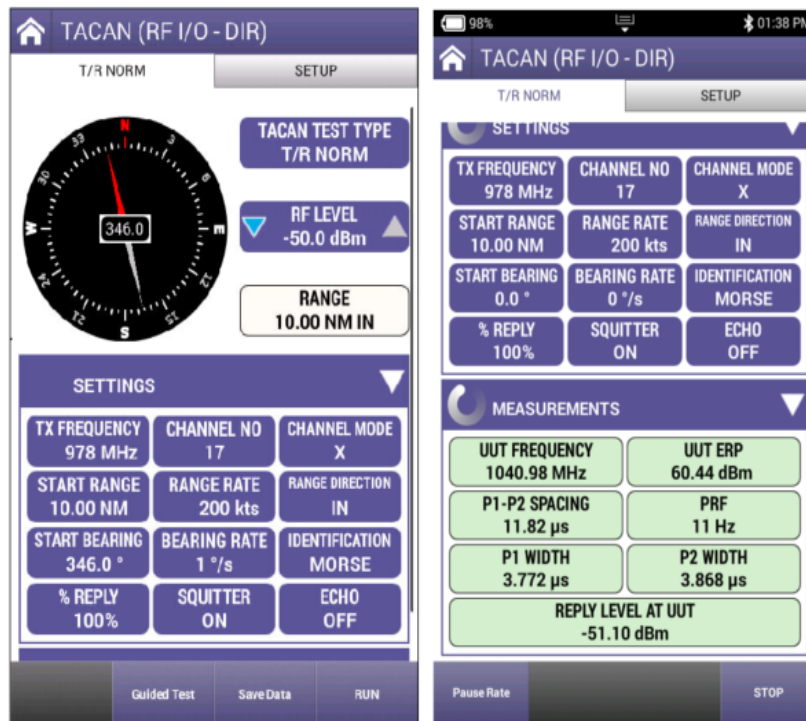 TACAN (RF I/O - DIR)
T/R NORM
SETUP
N
3
6
E
12
15
S
21
24
W
30
33
346.0
TACAN TEST TYPE
T/R NORM
RF LEVEL
-50.0 dBm
RANGE
10.00 NM IN
SETTINGS
TX FREQUENCY
978 MHz
CHANNEL NO
17
CHANNEL MODE
X
START RANGE
10.00 NM
RANGE RATE
200 kts
RANGE DIRECTION
IN
START BEARING
346.0 °
BEARING RATE
1 °/s
IDENTIFICATION
MORSE
% REPLY
100%
SQUITTER
ON
ECHO
OFF
Guided Test
Save Data
RUN
98%
01:38 PM
TACAN (RF I/O - DIR)
T/R NORM
SETUP
SETTINGS
TX FREQUENCY
978 MHz
CHANNEL NO
17
CHANNEL MODE
X
START RANGE
10.00 NM
RANGE RATE
200 kts
RANGE DIRECTION
IN
START BEARING
0.0 °
BEARING RATE
0 °/s
IDENTIFICATION
MORSE
% REPLY
100%
SQUITTER
ON
ECHO
OFF
MEASUREMENTS
UUT FREQUENCY
1040.98 MHz
UUT ERP
60.44 dBm
P1-P2 SPACING
11.82 µs
PRF
11 Hz
P1 WIDTH
3.772 µs
P2 WIDTH
3.868 µs
REPLY LEVEL AT UUT
-51.10 dBm
Pause Rate
STOP